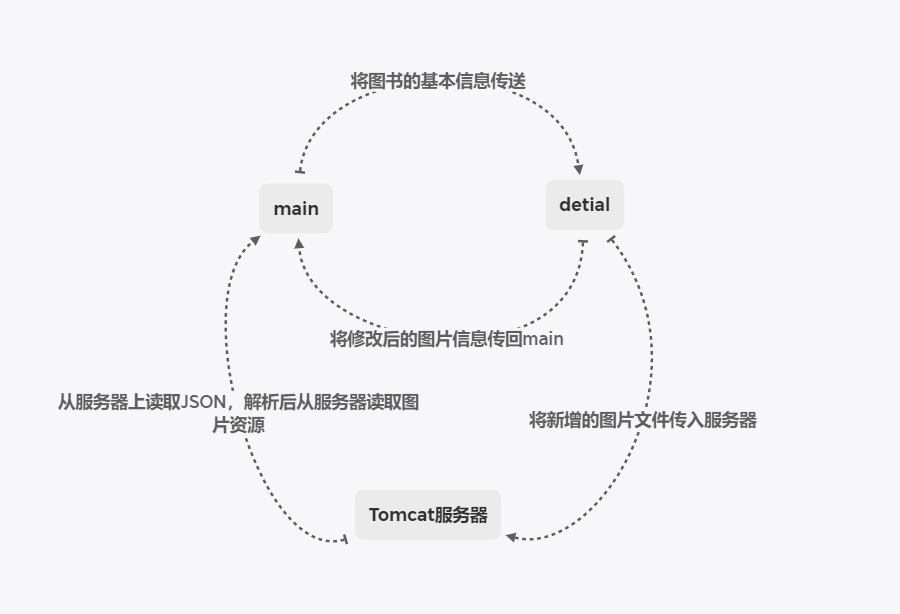 将图书的基本信息传送
main
detial
将修改后的图片信息传回main
从服务器上读取JSON，解析后从服务器读取图
片资源
将新增的图片文件传入服务器
Tomcat服务器